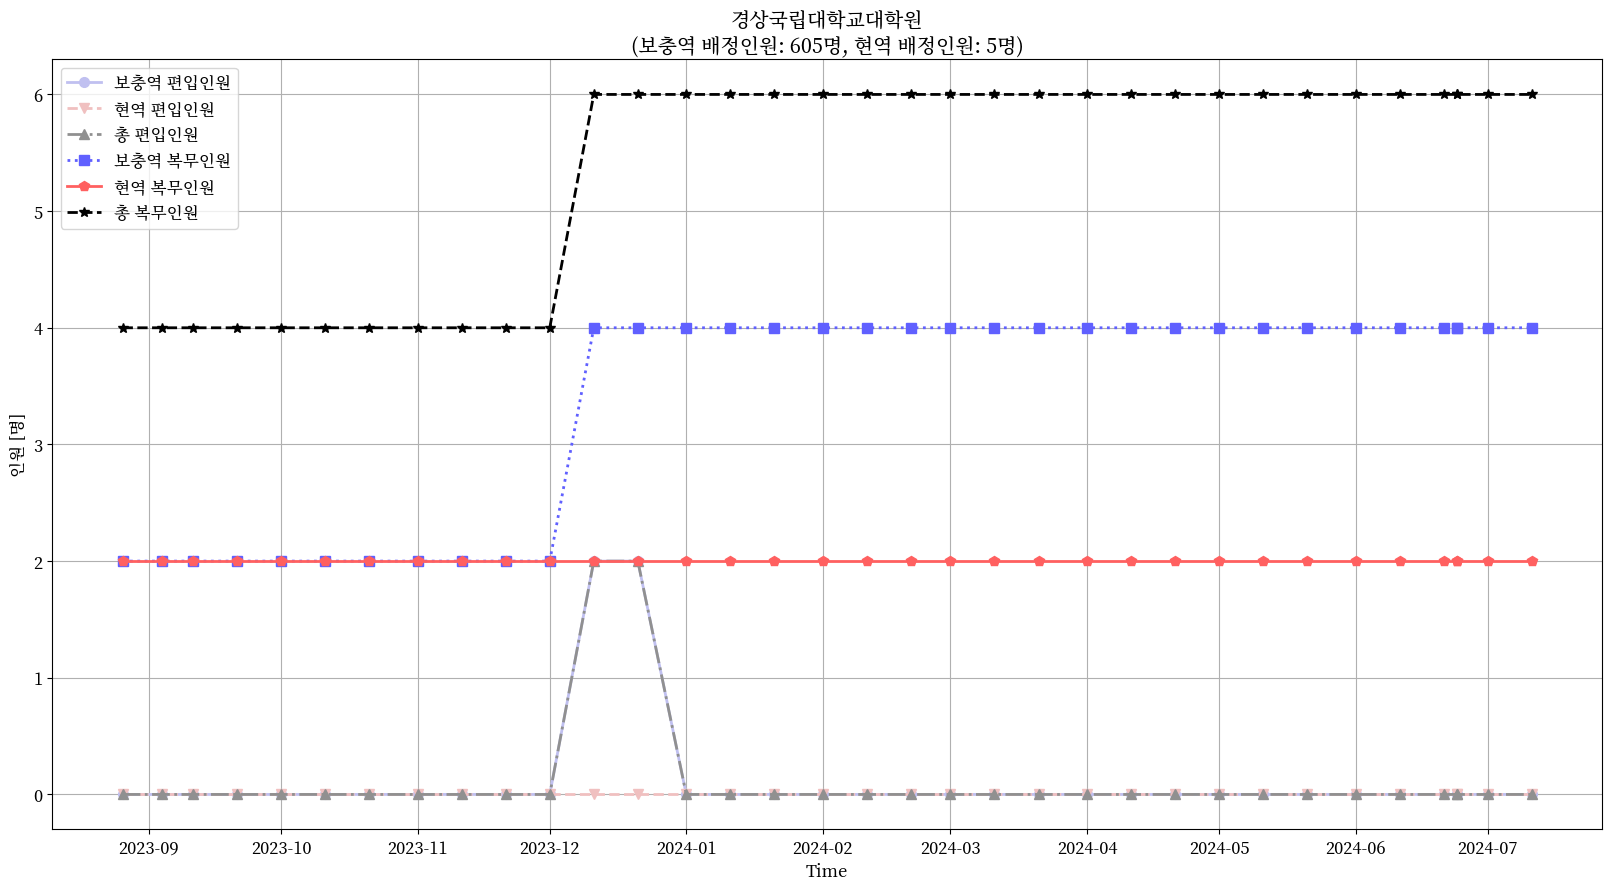 경상국립대학교대학원
(보충역 배정인원: 605명, 현역 배정인원: 5명)
보충역 편입인원
현역 편입인원
총 편입인원
보충역 복무인원
현역 복무인원
총 복무인원
인원 [명]
6
5
4
3
2
1
0
2023-09 2023-10 2023-11 2023-12 2024-01 2024-02 2024-03 2024-04 2024-05 2024-06 2024-07
Time